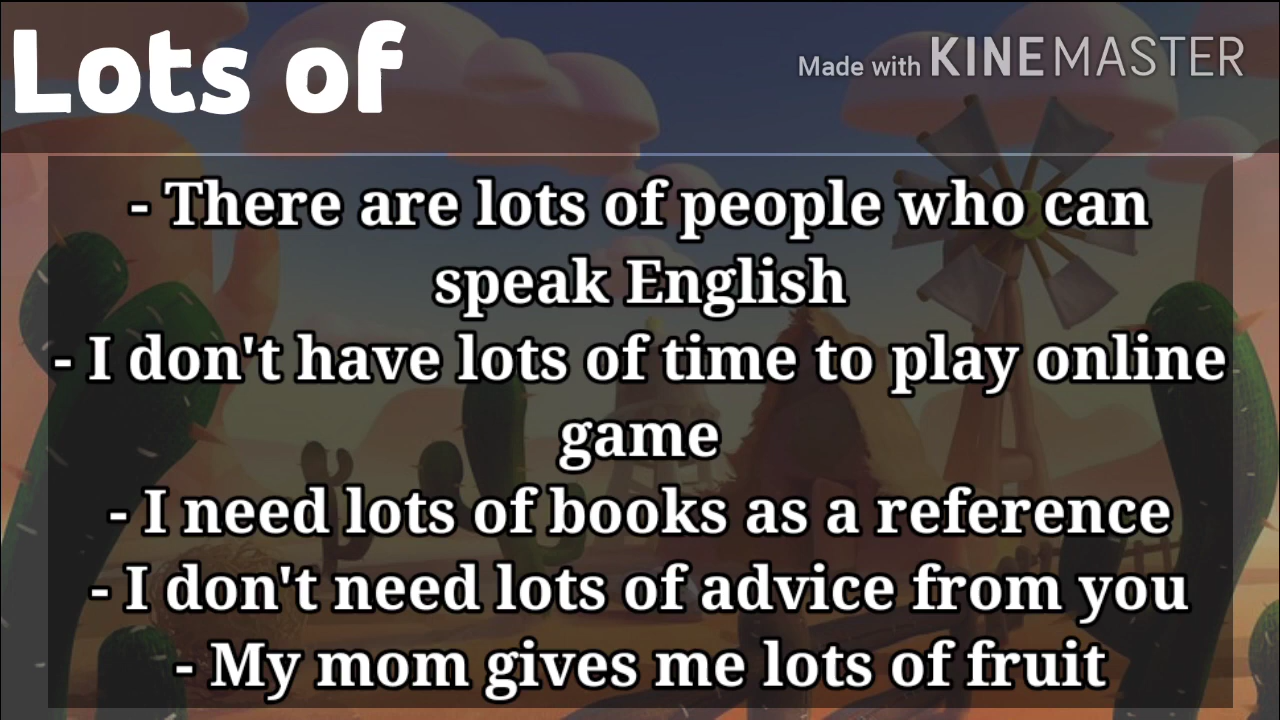 Lots of
Made with KINEMASTER
- There are lots of people who can
speak English
- I don't have lots of time to play online
game
- I need lots of books as a reference
- I don't need lots of advice from you
- My mom gives me lots of fruit